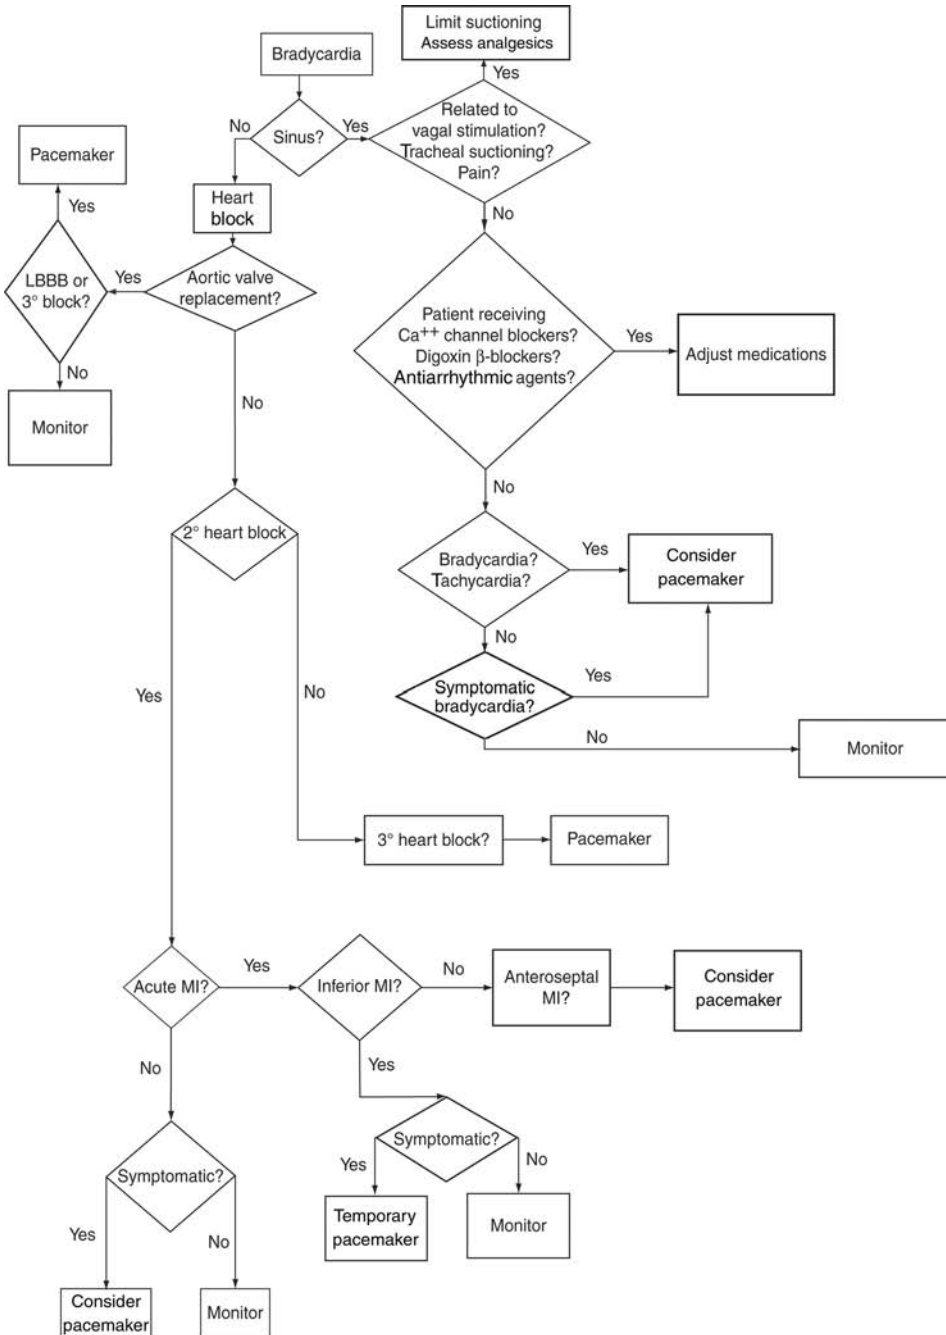 Limit suctioning
Assess analgesics
Bradycardia
Yes
Related to
vagal stimulation?
Tracheal suctioning?
Pain?
No
Sinus?
Yes
Pacemaker
Heart
block
Yes
No
LBBB or
3° block?
Yes
Aortic valve
replacement?
Patient receiving
Ca++ channel blockers?
Digoxin β-blockers?
Antiarrhythmic agents?
Yes
Adjust medications
No
Monitor
No
No
2° heart block
Bradycardia?
Tachycardia?
Yes
Consider
pacemaker
No
Yes
No
Symptomatic
bradycardia?
Yes
No
Monitor
3° heart block?
Pacemaker
Acute MI?
Yes
Inferior MI?
No
Anteroseptal
MI?
Consider
pacemaker
No
Yes
Symptomatic?
Symptomatic?
Yes
No
Temporary
pacemaker
Monitor
Yes
No
Consider
pacemaker
Monitor